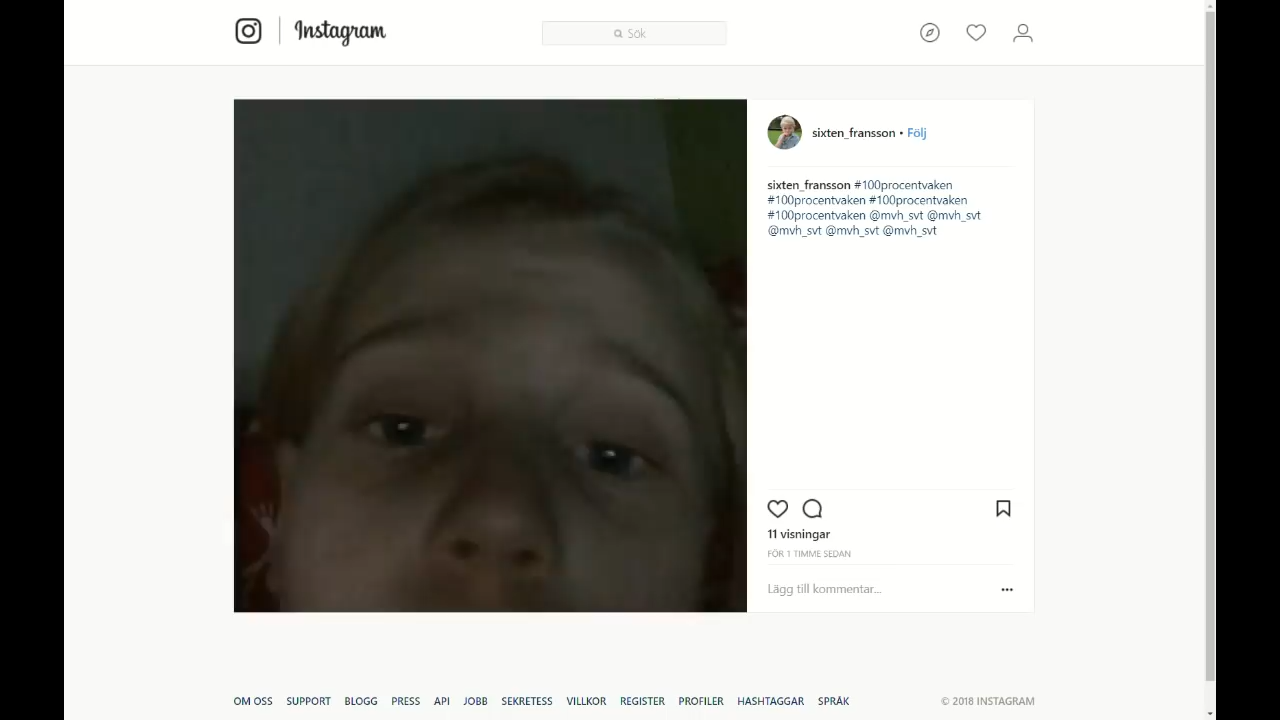 Instagram
Sök
sixten_fransson • Följ
sixten_fransson #100procentvaken
#100procentvaken #100procentvaken
#100procentvaken @mvh_svt @mvh_svt
@mvh_svt @mvh_svt @mvh_svt
11 visningar
FÖR 1 TIMME SEDAN
Lägg till kommentar...
OM OSS SUPPORT BLOGG PRESS API JOBB SEKRETESS VILLKOR REGISTER PROFILER HASHTAGGAR SPRÅK © 2018 INSTAGRAM